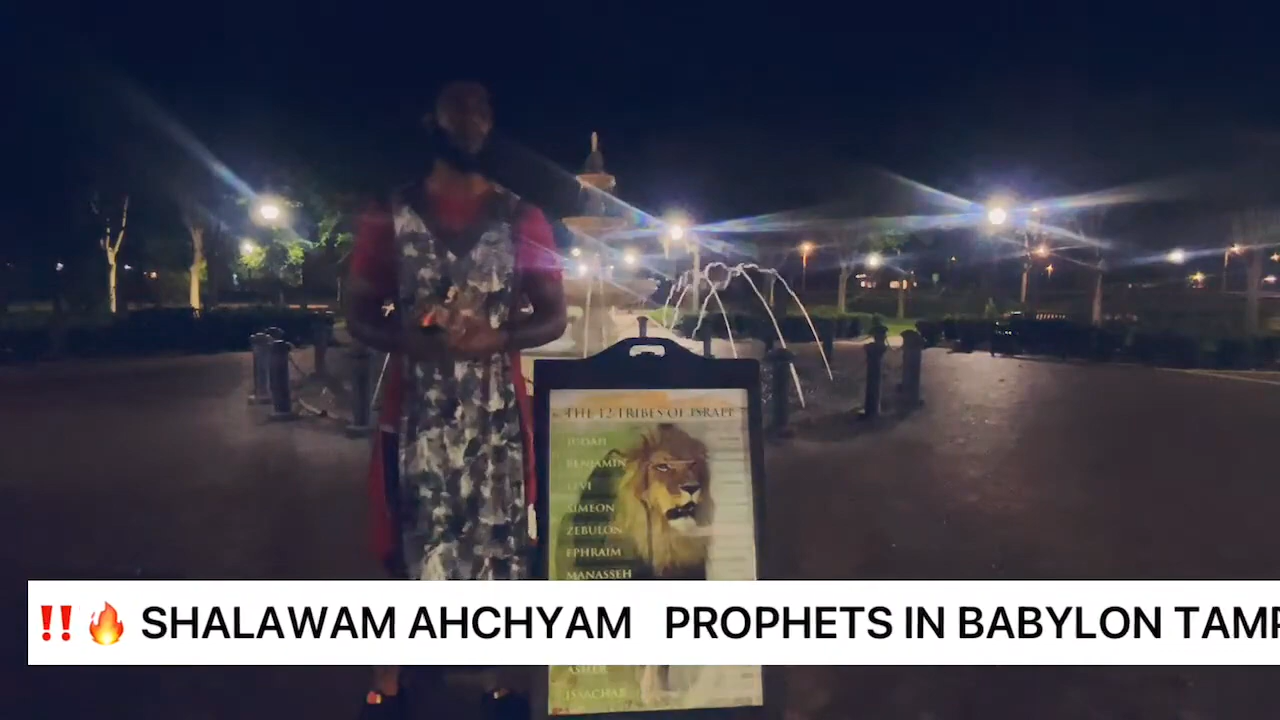 THE 12 TRIBES OF ISRAEL
JUDAH
BENJAMIN
LEVI
SIMEON
ZEBULON
EPHRAIM
MANASSEH
‼️🔥 SHALAWAM AHCHYAM PROPHETS IN BABYLON TAMP
ASHER
ISSACHAR